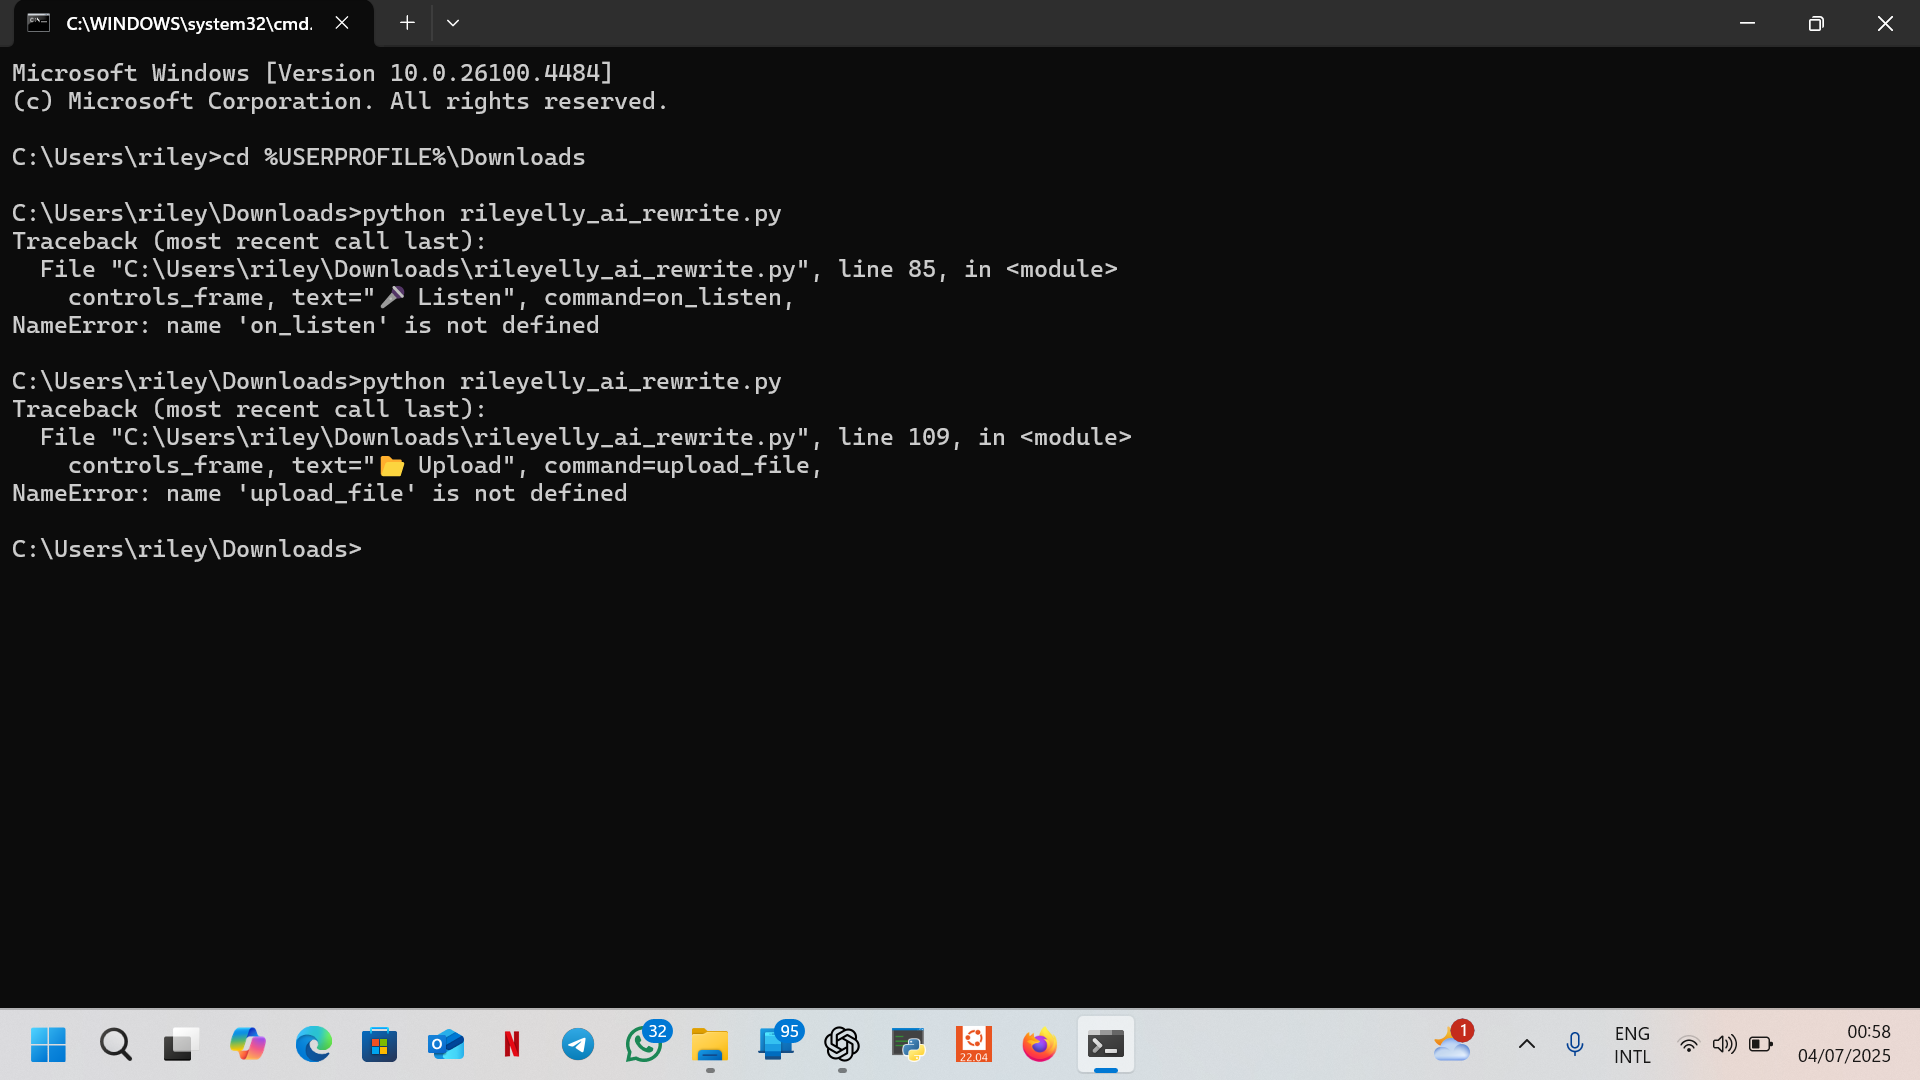 C:\WINDOWS\system32\cmd.
Microsoft Windows [Version 10.0.26100.4484]
(c) Microsoft Corporation. All rights reserved.
C:\Users\riley>cd %USERPROFILE%\Downloads
C:\Users\riley\Downloads>python rileyelly_ai_rewrite.py
Traceback (most recent call last):
  File "C:\Users\riley\Downloads\rileyelly_ai_rewrite.py", line 85, in <module>
    controls_frame, text="🎤 Listen", command=on_listen,
NameError: name 'on_listen' is not defined
C:\Users\riley\Downloads>python rileyelly_ai_rewrite.py
Traceback (most recent call last):
  File "C:\Users\riley\Downloads\rileyelly_ai_rewrite.py", line 109, in <module>
    controls_frame, text="📂 Upload", command=upload_file,
NameError: name 'upload_file' is not defined
C:\Users\riley\Downloads>
32
95
22.04
1
ENG
INTL
00:58
04/07/2025